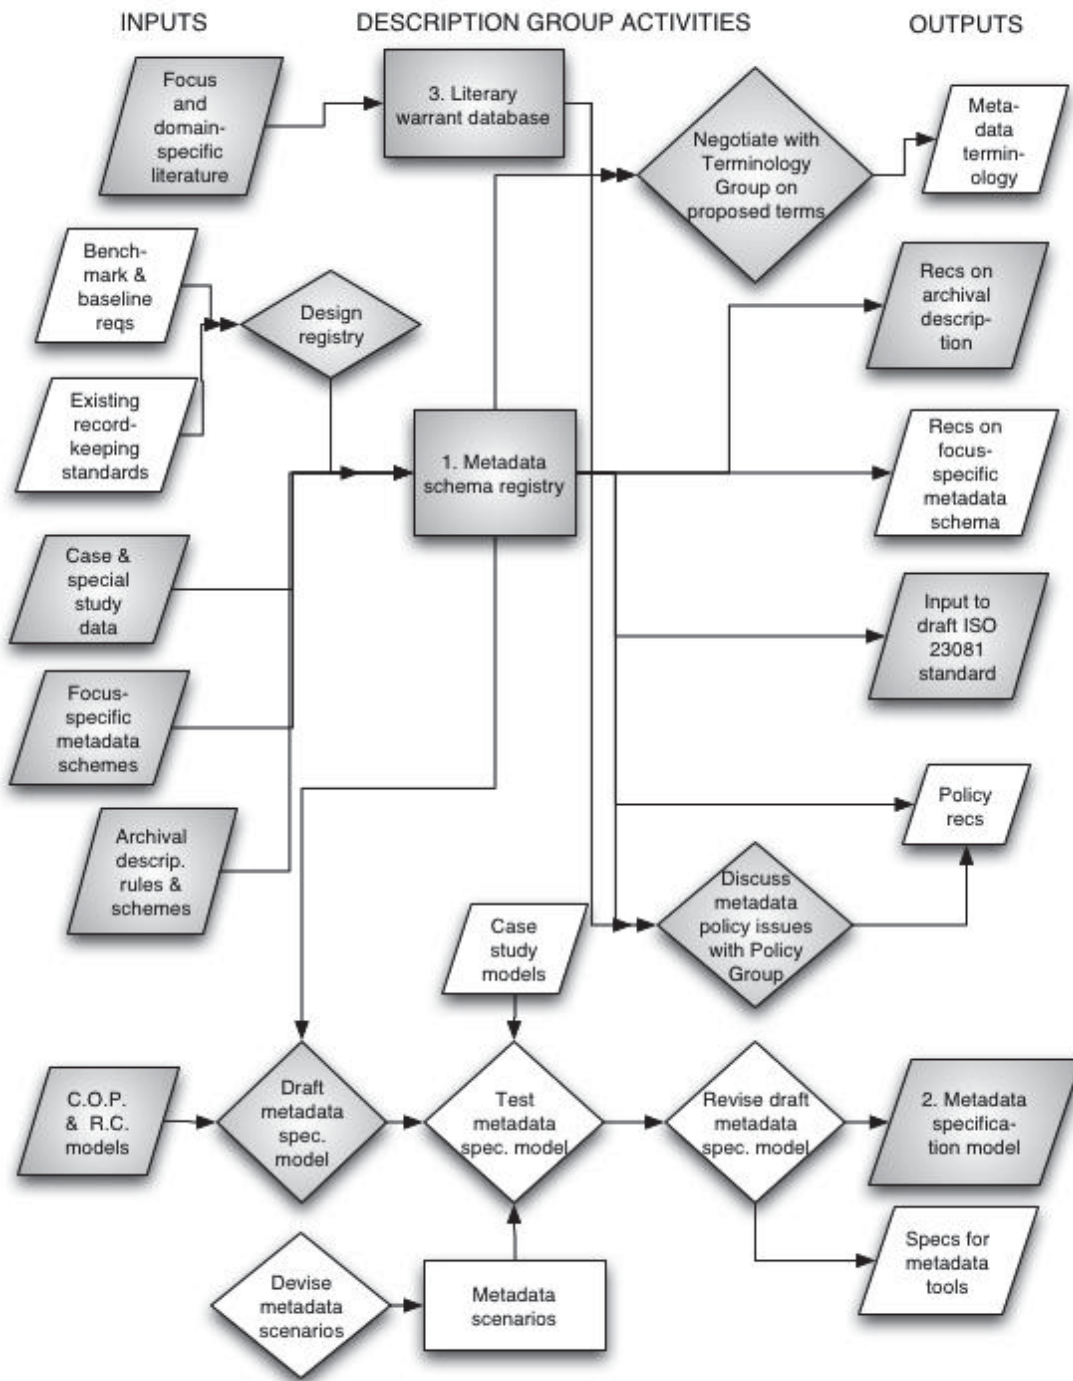 INPUTS
DESCRIPTION GROUP ACTIVITIES
OUTPUTS
Focus
and
domain-
specific
literature
3. Literary
warrant database
Negotiate with
Terminology
Group on
proposed terms
Meta-
data
termin-
ology
Bench-
mark &
baseline
reqs
Design
registry
Recs on
archival
descrip-
tion
Existing
record-
keeping
standards
1. Metadata
schema registry
Recs on
focus-
specific
metadata
schema
Case &
special
study
data
Input to
draft ISO
23081
standard
Focus-
specific
metadata
schemes
Policy
recs
Archival
descrip.
rules &
schemes
Discuss
metadata
policy issues
with Policy
Group
Case
study
models
C.O.P.
& R.C.
models
Draft
metadata
spec.
model
Test
metadata
spec. model
Revise draft
metadata
spec. model
2. Metadata
specifica-
tion model
Devise
metadata
scenarios
Metadata
scenarios
Specs for
metadata
tools